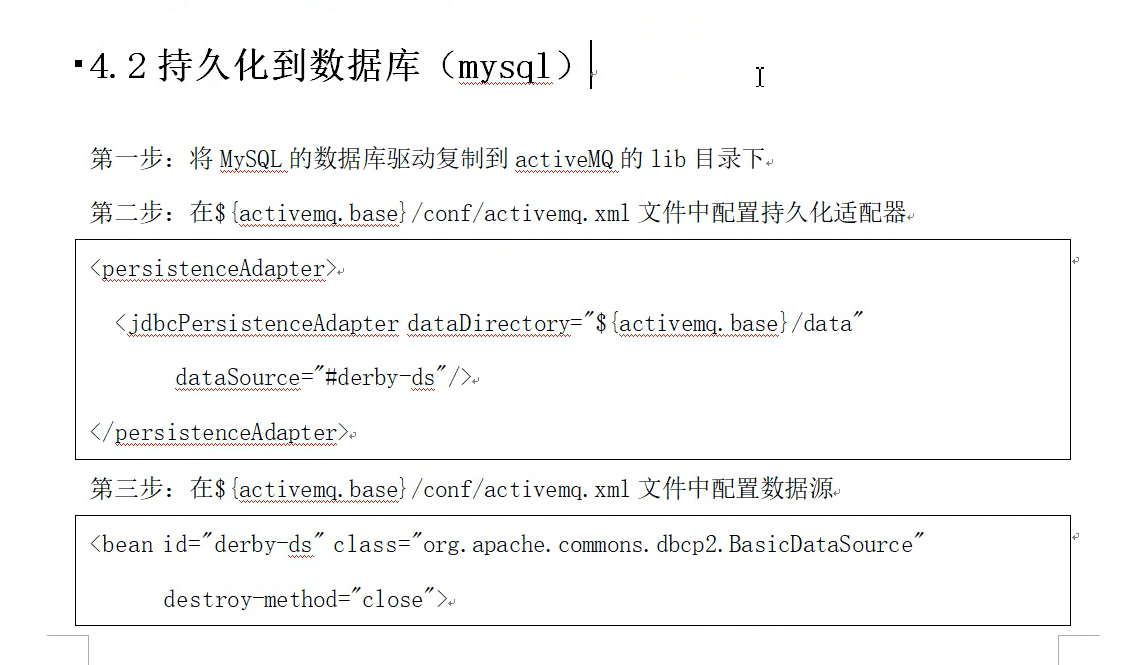 4.2 持久化到数据库（mysql）
第一步：将 MySQL 的数据库驱动复制到 activeMQ 的 lib 目录下
第二步：在${activemq.base}/conf/activemq.xml 文件中配置持久化适配器
<persistenceAdapter>
<jdbcPersistenceAdapter dataDirectory="${activemq.base}/data"
dataSource="#derby-ds"/>
</persistenceAdapter>
第三步：在${activemq.base}/conf/activemq.xml 文件中配置数据源
<bean id="derby-ds" class="org.apache.commons.dbcp2.BasicDataSource"
destroy-method="close">